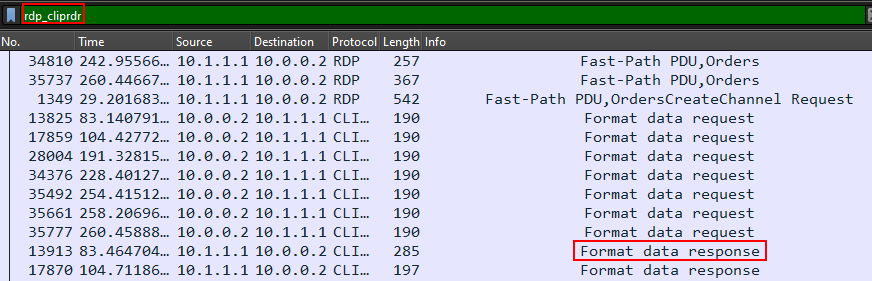 rdp_cliprdr
No. Time Source Destination Protocol Length Info
34810 242.95566… 10.1.1.1 10.0.0.2 RDP 257 Fast-Path PDU,Orders
35737 260.44667… 10.1.1.1 10.0.0.2 RDP 367 Fast-Path PDU,Orders
1349 29.201683… 10.1.1.1 10.0.0.2 RDP 542 Fast-Path PDU,OrdersCreateChannel Request
13825 83.140791… 10.0.0.2 10.1.1.1 CLI… 190 Format data request
17859 104.42772… 10.0.0.2 10.1.1.1 CLI… 190 Format data request
28004 191.32815… 10.0.0.2 10.1.1.1 CLI… 190 Format data request
34376 228.40127… 10.0.0.2 10.1.1.1 CLI… 190 Format data request
35492 254.41512… 10.0.0.2 10.1.1.1 CLI… 190 Format data request
35661 258.20696… 10.0.0.2 10.1.1.1 CLI… 190 Format data request
35777 260.45888… 10.0.0.2 10.1.1.1 CLI… 190 Format data request
13913 83.464704… 10.1.1.1 10.0.0.2 CLI… 285 Format data response
17870 104.71186… 10.1.1.1 10.0.0.2 CLI… 197 Format data response